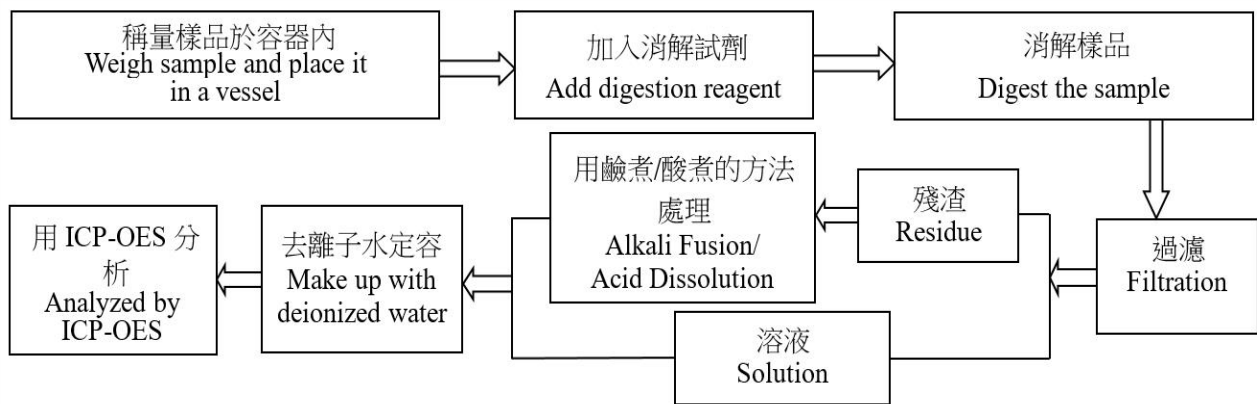 稱量樣品於容器內
Weigh sample and place it
in a vessel
加入消解試劑
Add digestion reagent
消解樣品
Digest the sample
過濾
Filtration
殘渣
Residue
用鹼煮/酸煮的方法
處理
Alkali Fusion/
Acid Dissolution
溶液
Solution
去離子水定容
Make up with
deionized water
用 ICP-OES 分
析
Analyzed by
ICP-OES